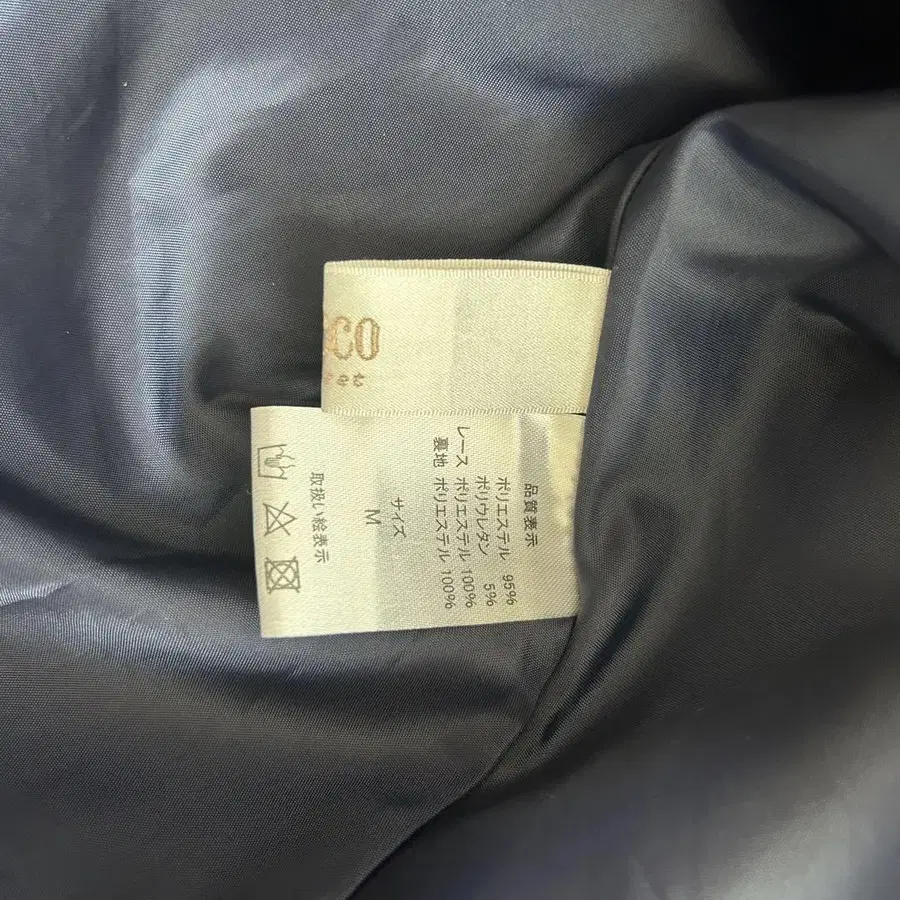 CO
品質表示
ポリエステル 95%
ポリウレタン 5%
レース ポリエステル 100%
裏地 ポリエステル 100%
サイズ
M
取扱い絵表示